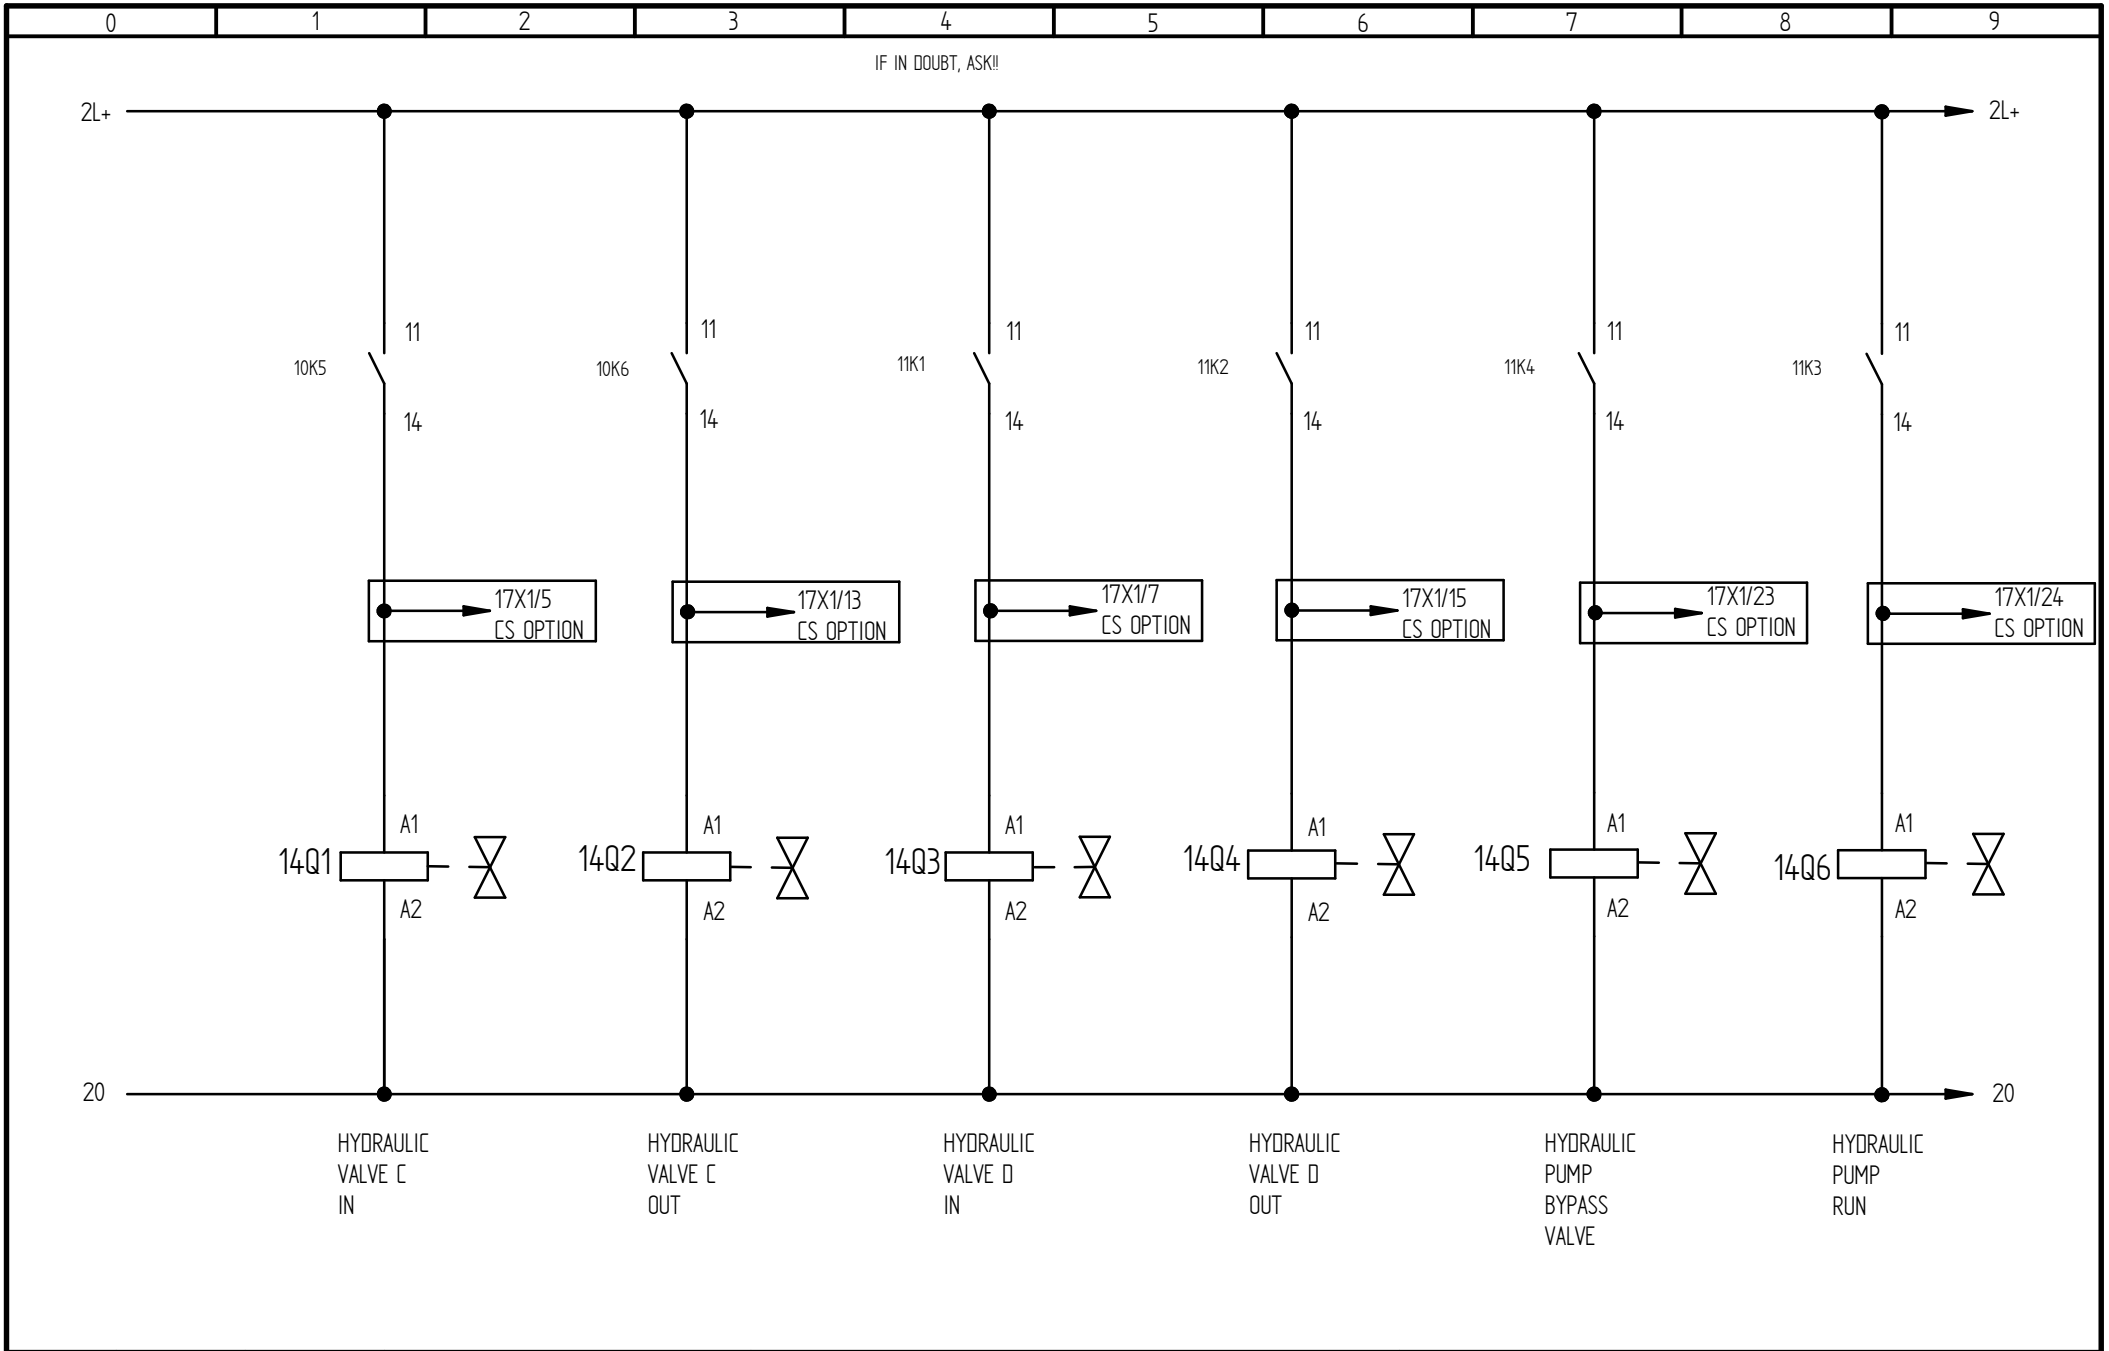 0 1 2 3 4 5 6 7 8 9
IF IN DOUBT, ASK!!
2L+ 2L+
11 11 11 11 11 11
10K5 10K6 11K1 11K2 11K4 11K3
14 14 14 14 14 14
17X1/5 17X1/13 17X1/7 17X1/15 17X1/23 17X1/24
CS OPTION CS OPTION CS OPTION CS OPTION CS OPTION CS OPTION
A1 A1 A1 A1 A1 A1
14Q1 14Q2 14Q3 14Q4 14Q5 14Q6
A2 A2 A2 A2 A2 A2
20 20
HYDRAULIC
VALVE C
IN
HYDRAULIC
VALVE C
OUT
HYDRAULIC
VALVE D
IN
HYDRAULIC
VALVE D
OUT
HYDRAULIC
PUMP
BYPASS
VALVE
HYDRAULIC
PUMP
RUN